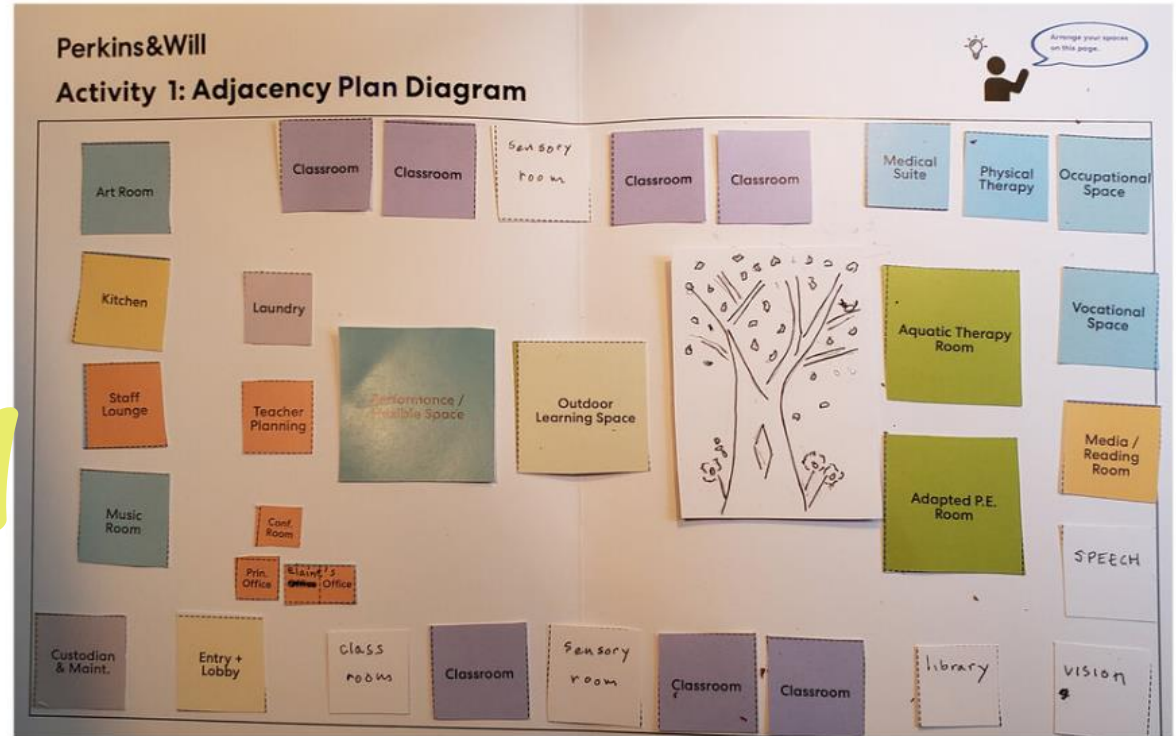 Perkins&Will
Activity 1: Adjacency Plan Diagram
Arrange your spaces
on this page.
Art Room
Classroom
Classroom
Sensory
room
Classroom
Classroom
Medical
Suite
Physical
Therapy
Occupational
Space
Kitchen
Laundry
Aquatic Therapy
Room
Vocational
Space
Staff
Lounge
Teacher
Planning
Performance /
Flexible Space
Outdoor
Learning Space
Media /
Reading
Room
Music
Room
Conf.
Room
Adapted P.E.
Room
SPEECH
Prin.
Office
Office
Custodian
& Maint.
Entry +
Lobby
class
room
Classroom
Sensory
room
Classroom
Classroom
library
VISION